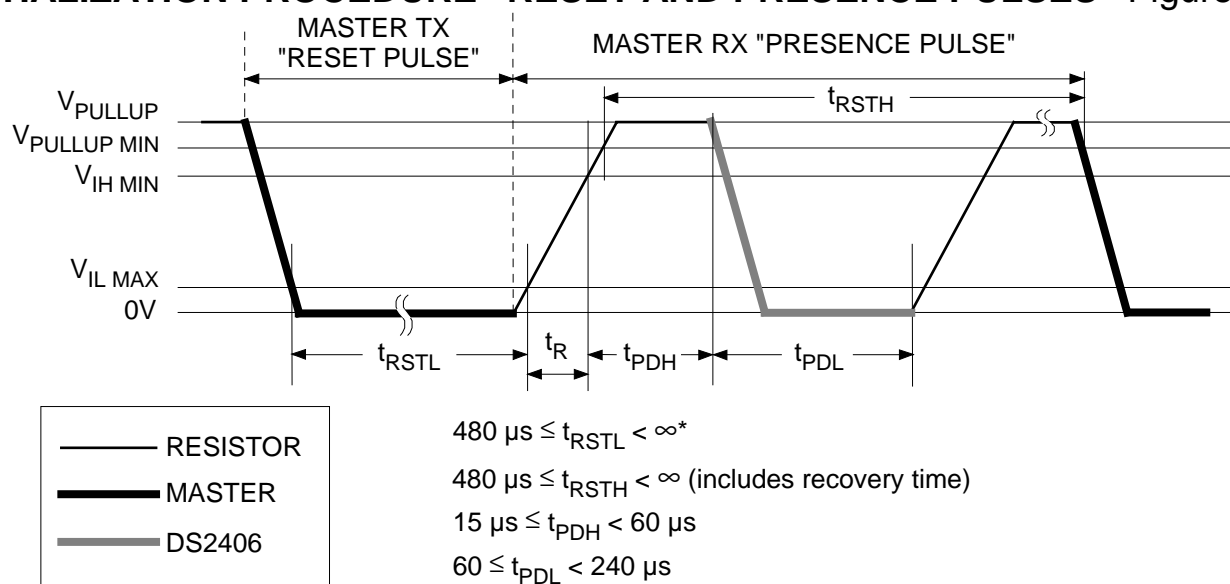 INITIALIZATION PROCEDURE "RESET AND PRESENCE PULSES" Figure
MASTER TX
"RESET PULSE"
MASTER RX "PRESENCE PULSE"
tRSTH
VPULLUP
VPULLUP MIN
VIH MIN
VIL MAX
0V
tRSTL
tR
tPDH
tPDL
RESISTOR
MASTER
DS2406
480 µs ≤ tRSTL < ∞*
480 µs ≤ tRSTH < ∞ (includes recovery time)
15 µs ≤ tPDH < 60 µs
60 ≤ tPDL < 240 µs